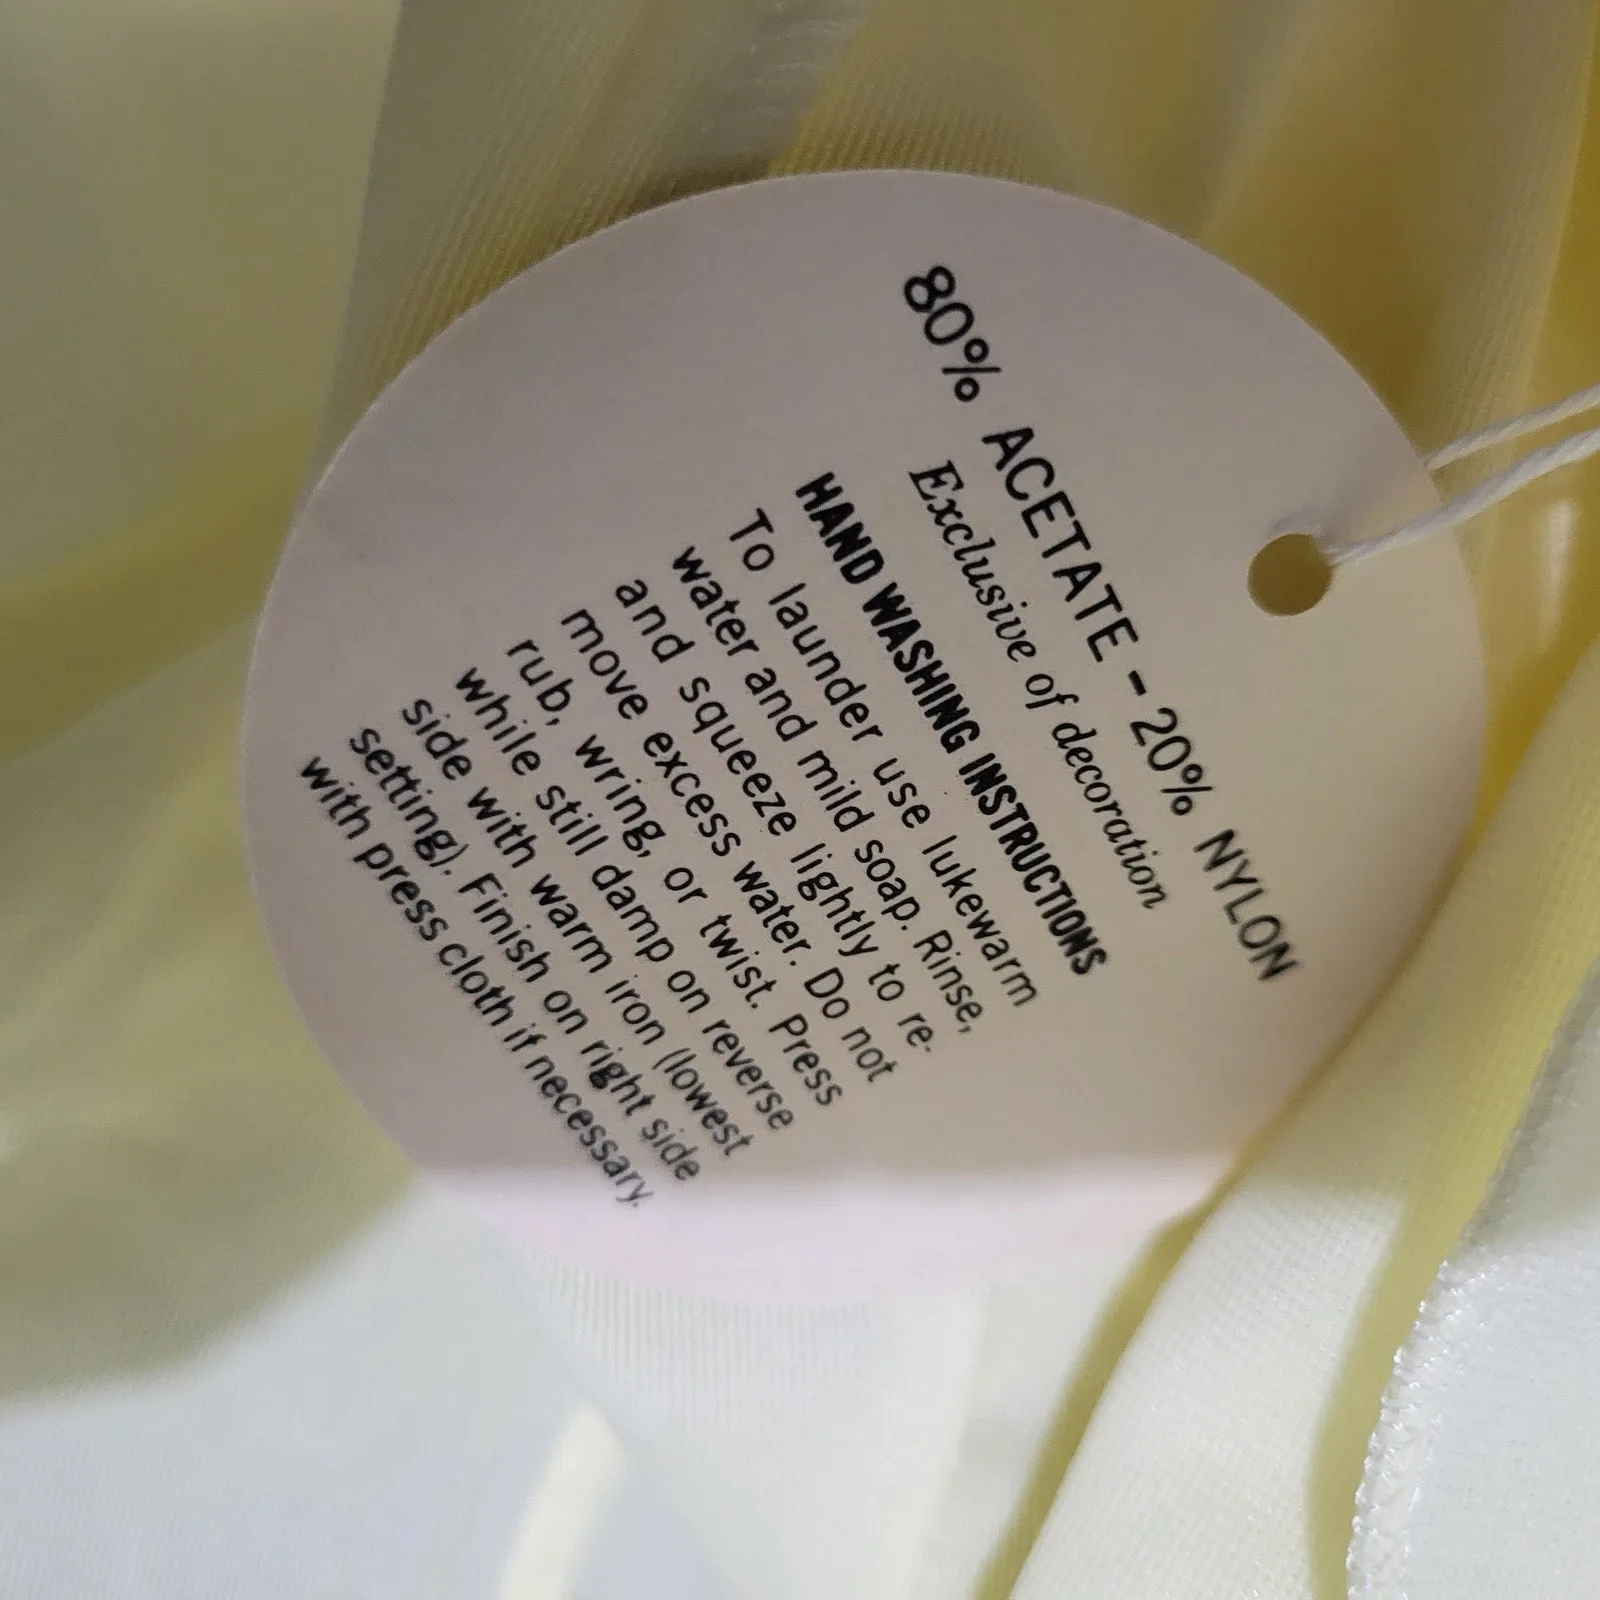 80% ACETATE - 20% NYLON
Exclusive of decoration
HAND WASHING INSTRUCTIONS
To launder use lukewarm
water and mild soap. Rinse,
and squeeze lightly to re-
move excess water. Do not
rub, wring, or twist. Press
while still damp on reverse
side with warm iron (lowest
setting). Finish on right side
with press cloth if necessary.